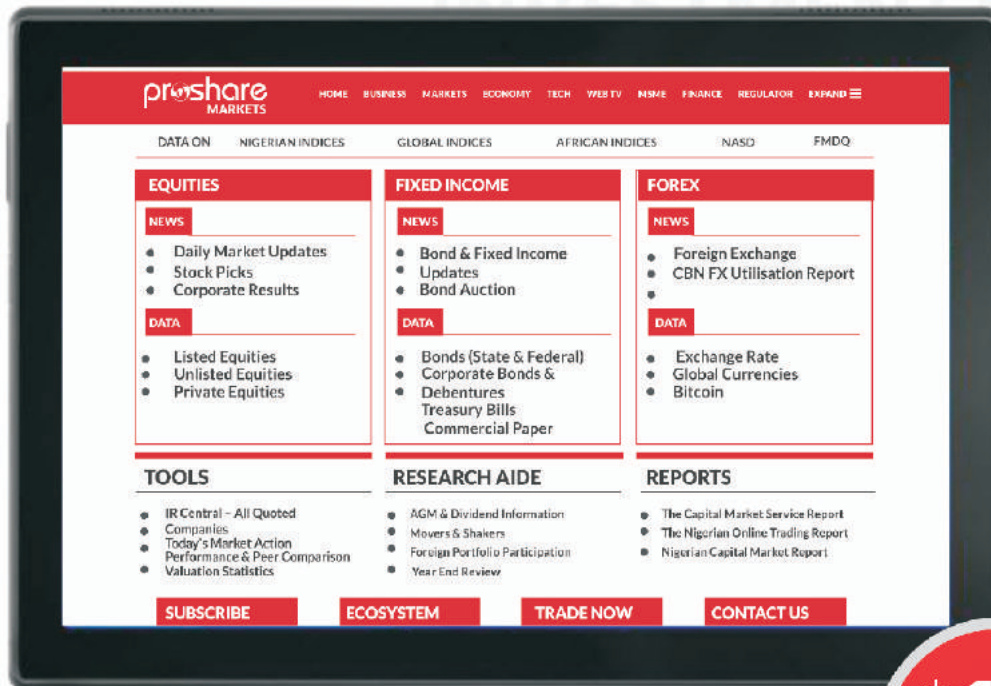 proshare
MARKETS
HOME BUSINESS MARKETS ECONOMY TECH WEB TV MSME FINANCE REGULATOR EXPAND
DATA ON NIGERIAN INDICES GLOBAL INDICES AFRICAN INDICES NASD FMDQ
EQUITIES
NEWS
Daily Market Updates
Stock Picks
Corporate Results
DATA
Listed Equities
Unlisted Equities
Private Equities
FIXED INCOME
NEWS
Bond & Fixed Income
Updates
Bond Auction
DATA
Bonds (State & Federal)
Corporate Bonds &
Debentures
Treasury Bills
Commercial Paper
FOREX
NEWS
Foreign Exchange
CBN FX Utilisation Report
DATA
Exchange Rate
Global Currencies
Bitcoin
TOOLS
IR Central – All Quoted
Companies
Today's Market Action
Performance & Peer Comparison
Valuation Statistics
RESEARCH AIDE
AGM & Dividend Information
Movers & Shakers
Foreign Portfolio Participation
Year End Review
REPORTS
The Capital Market Service Report
The Nigerian Online Trading Report
Nigerian Capital Market Report
SUBSCRIBE ECOSYSTEM TRADE NOW CONTACT US